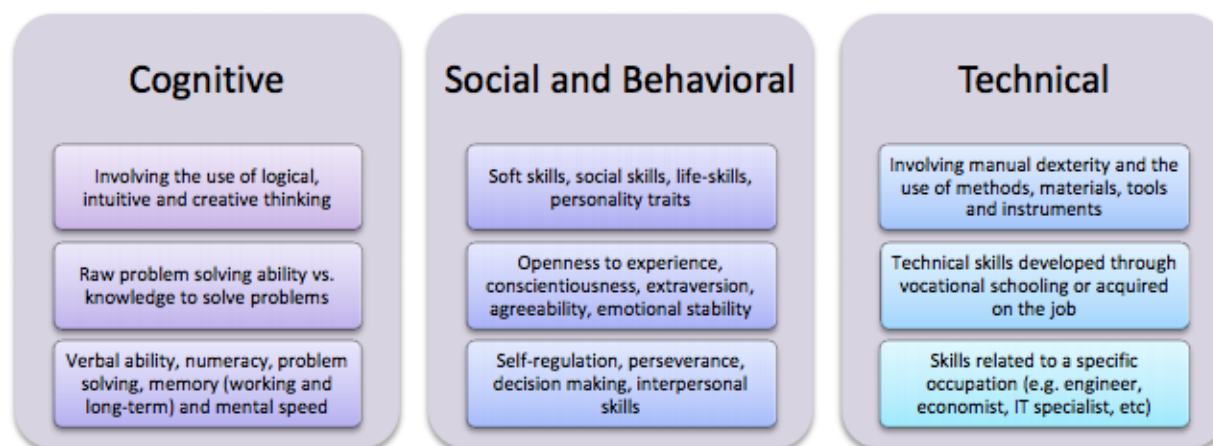 Cognitive
Involving the use of logical,
intuitive and creative thinking
Raw problem solving ability vs.
knowledge to solve problems
Verbal ability, numeracy, problem
solving, memory (working and
long-term) and mental speed
Social and Behavioral
Soft skills, social skills, life-skills,
personality traits
Openness to experience,
conscientiousness, extraversion,
agreeability, emotional stability
Self-regulation, perseverance,
decision making, interpersonal
skills
Technical
Involving manual dexterity and the
use of methods, materials, tools
and instruments
Technical skills developed through
vocational schooling or acquired
on the job
Skills related to a specific
occupation (e.g. engineer,
economist, IT specialist, etc)